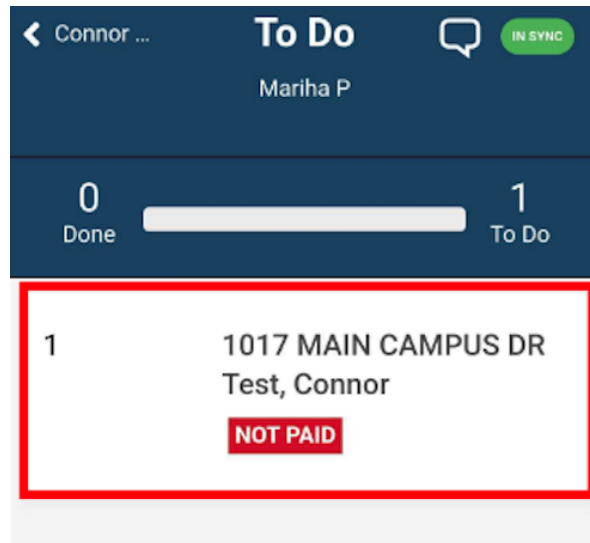 Connor ...
To Do
IN SYNC
Mariha P
0
Done
1
To Do
1
1017 MAIN CAMPUS DR
Test, Connor
NOT PAID